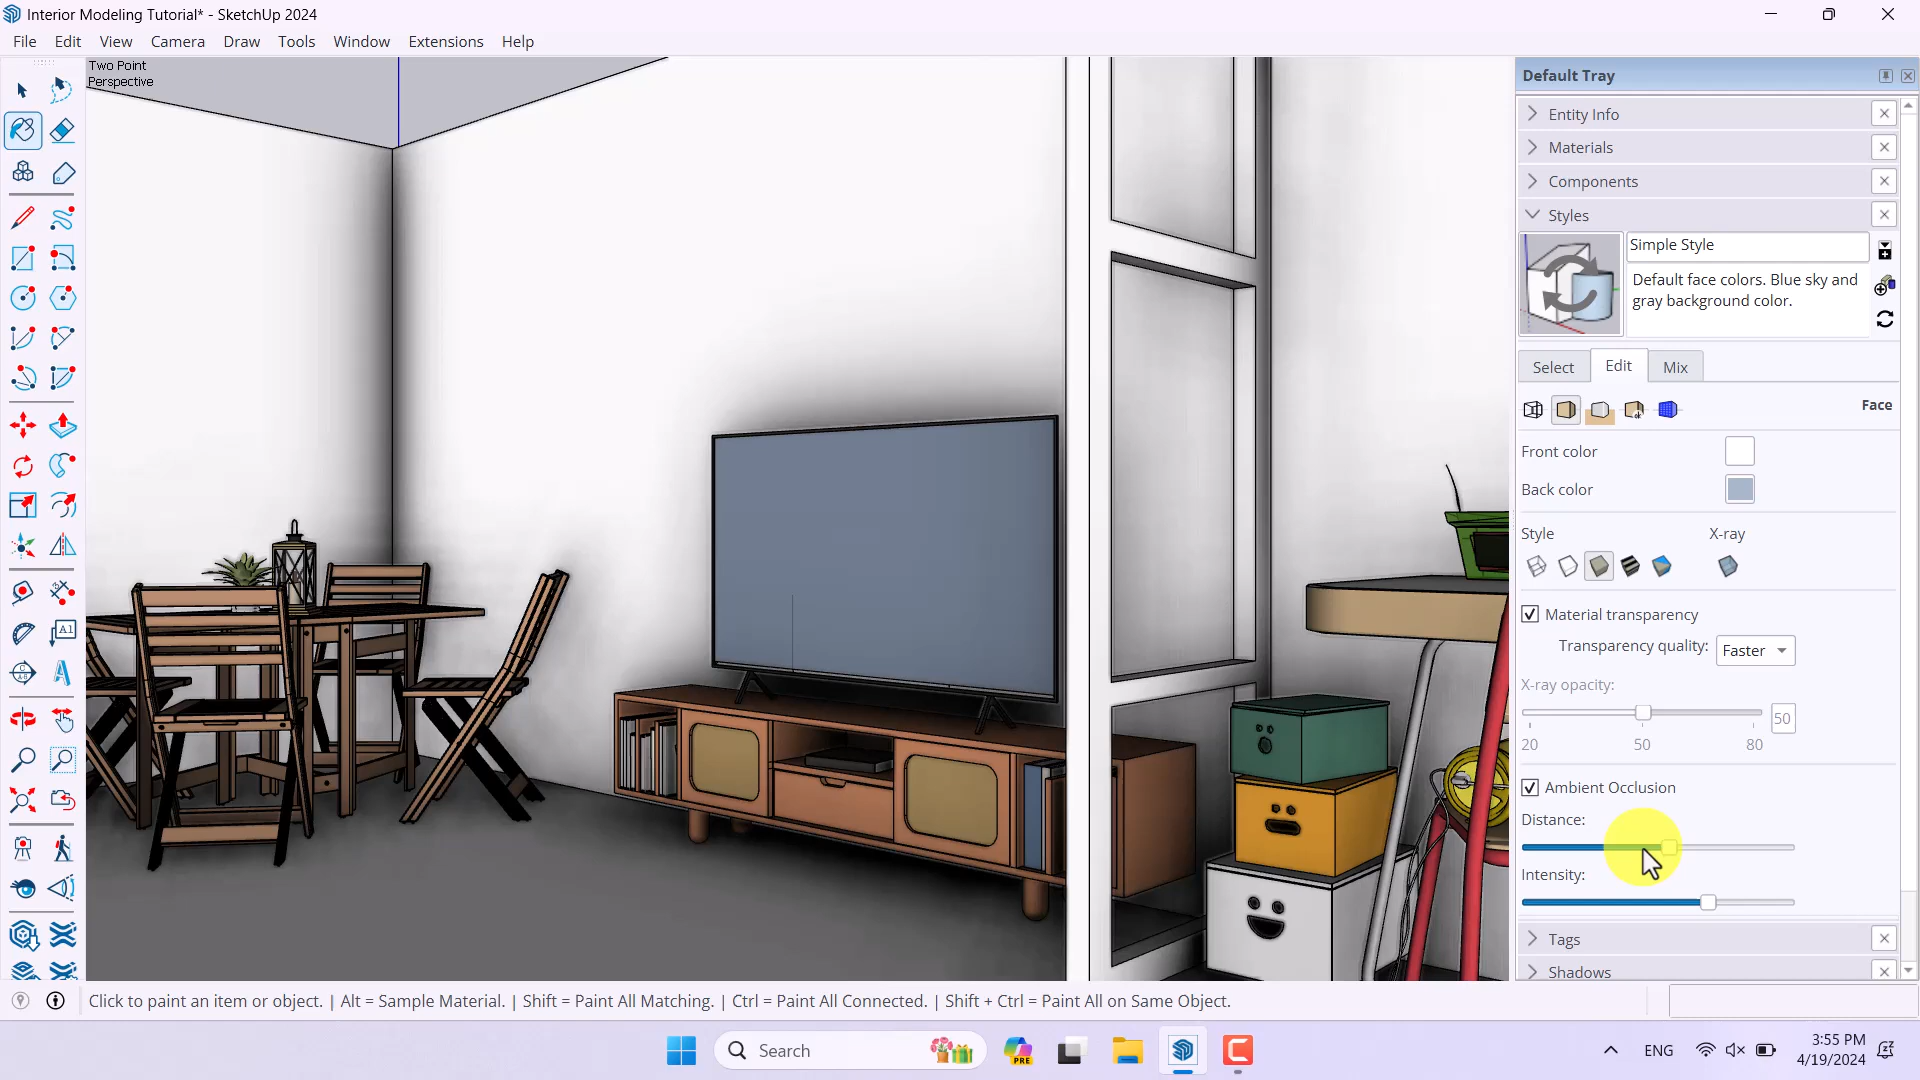 Interior Modeling Tutorial* - SketchUp 2024
File Edit View Camera Draw Tools Window Extensions Help
Two Point
Perspective
Default Tray
Entity Info
Materials
Components
Styles
Simple Style
Default face colors. Blue sky and
gray background color.
Select Edit Mix
Face
Front color
Back color
Style X-ray
Material transparency
Transparency quality: Faster
X-ray opacity:
50
20 50 80
Ambient Occlusion
Distance:
Intensity:
Tags
Shadows
A1
Click to paint an item or object. | Alt = Sample Material. | Shift = Paint All Matching. | Ctrl = Paint All Connected. | Shift + Ctrl = Paint All on Same Object.
Search
PRE
ENG
3:55 PM
4/19/2024